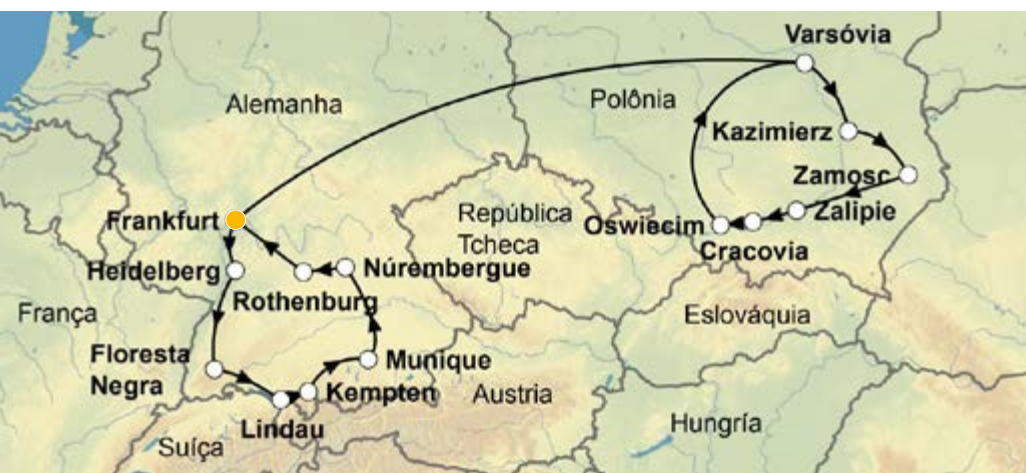 Varsóvia
Alemanha
Polônia
Kazimierz
Zamosc
Frankfurt
República
Tcheca
Oswiecim
Zalipie
Cracovia
Heidelberg
Núrembergue
Rothenburg
França
Eslováquia
Floresta
Negra
Munique
Kempten
Austria
Lindau
Hungría
Suíça